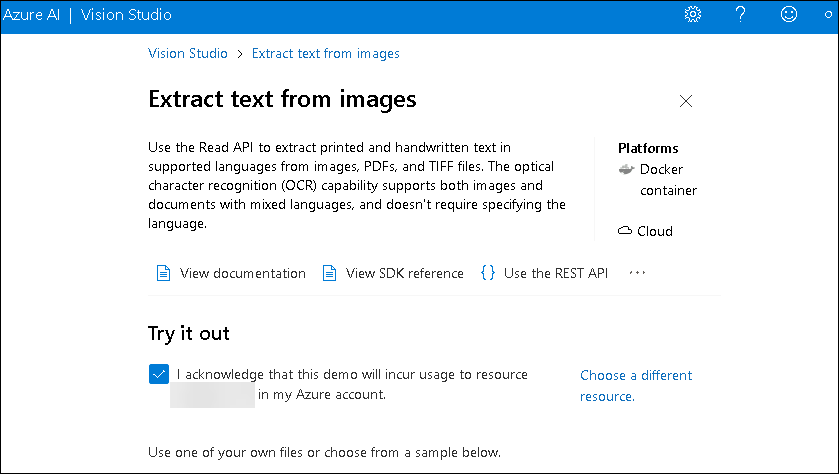 Azure AI | Vision Studio
Vision Studio > Extract text from images
Extract text from images
Use the Read API to extract printed and handwritten text in
supported languages from images, PDFs, and TIFF files. The optical
character recognition (OCR) capability supports both images and
documents with mixed languages, and doesn't require specifying the
language.
Platforms
Docker
container
Cloud
View documentation
View SDK reference
{} Use the REST API
...
Try it out
I acknowledge that this demo will incur usage to resource
in my Azure account.
Choose a different
resource.
Use one of your own files or choose from a sample below.